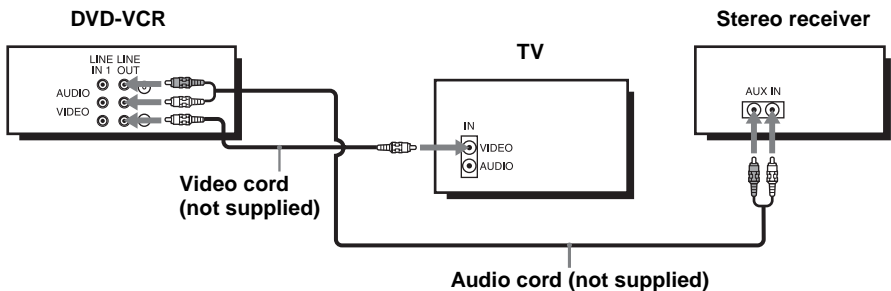 DVD-VCR
LINE LINE
IN 1 OUT
AUDIO
VIDEO
TV
IN
VIDEO
AUDIO
Stereo receiver
AUX IN
Video cord
(not supplied)
Audio cord (not supplied)